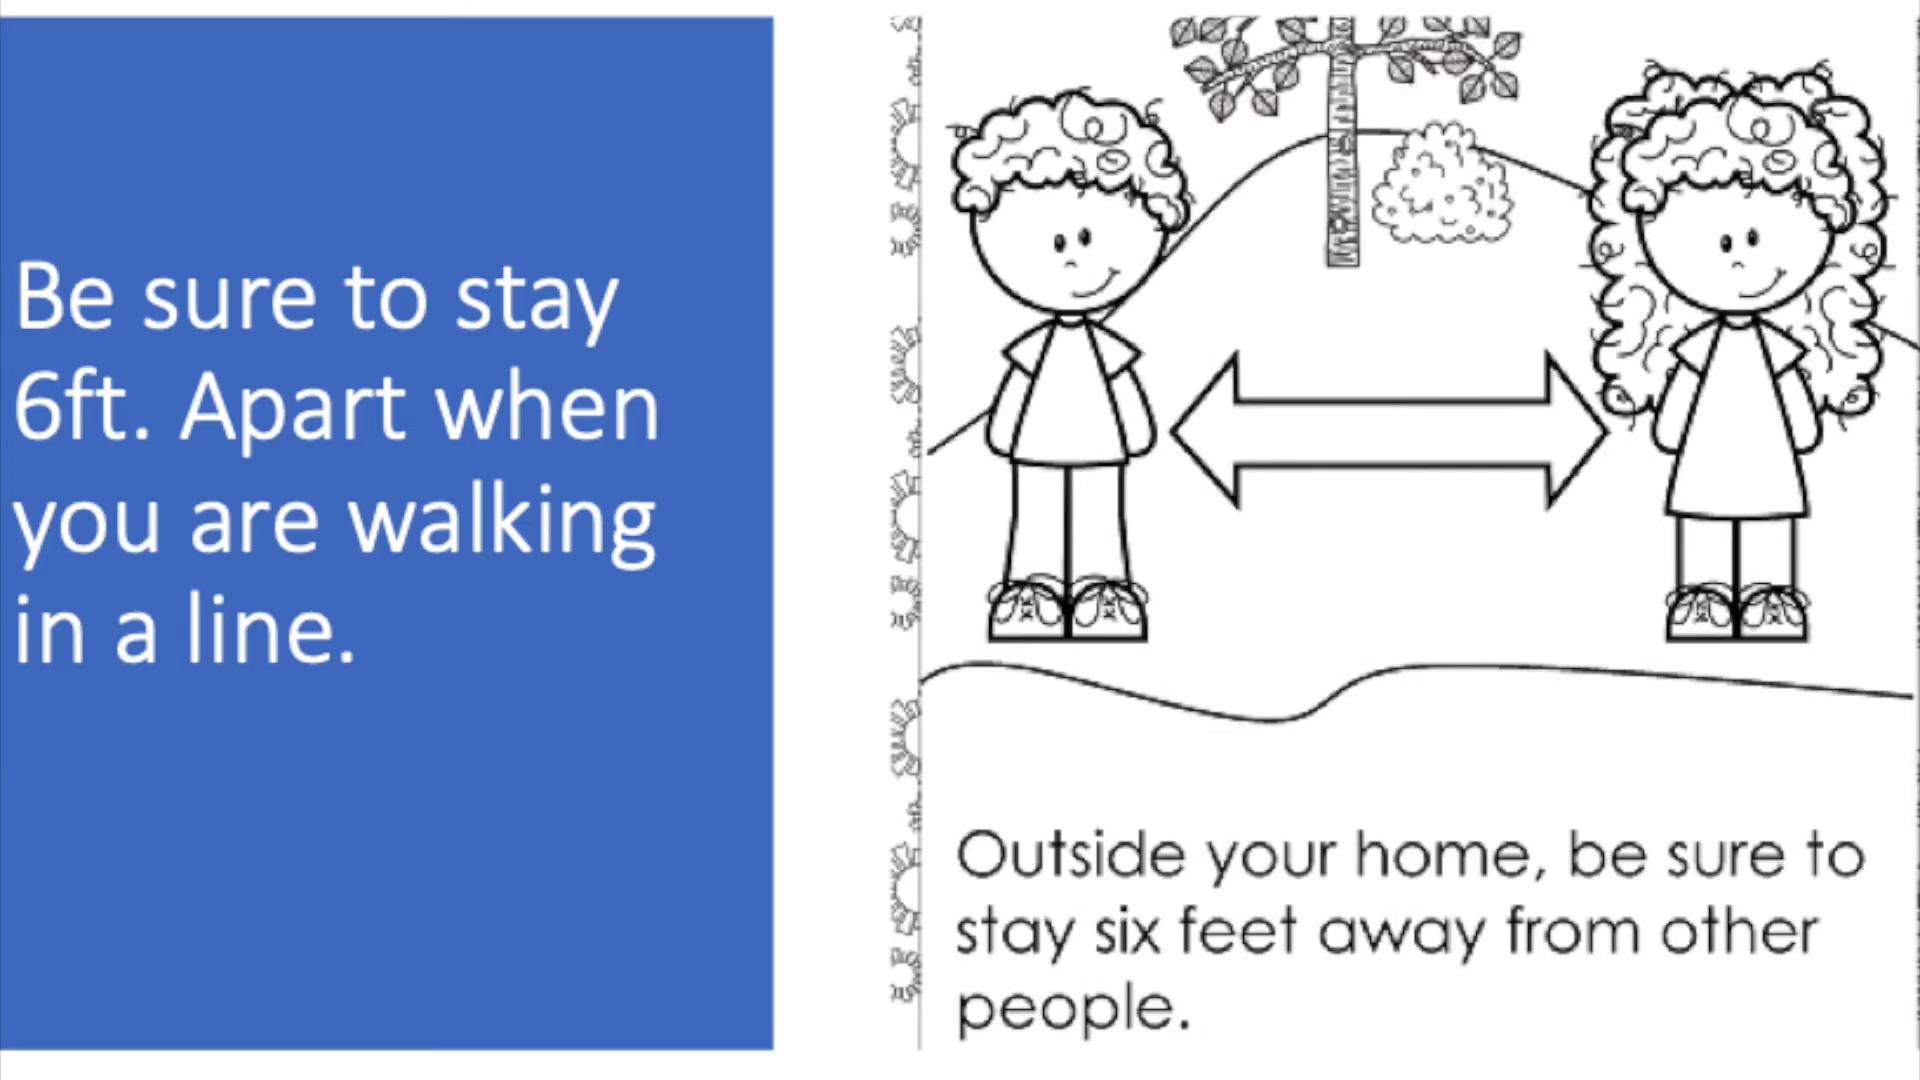 Be sure to stay
6ft. Apart when
you are walking
in a line.
Outside your home, be sure to
stay six feet away from other
people.